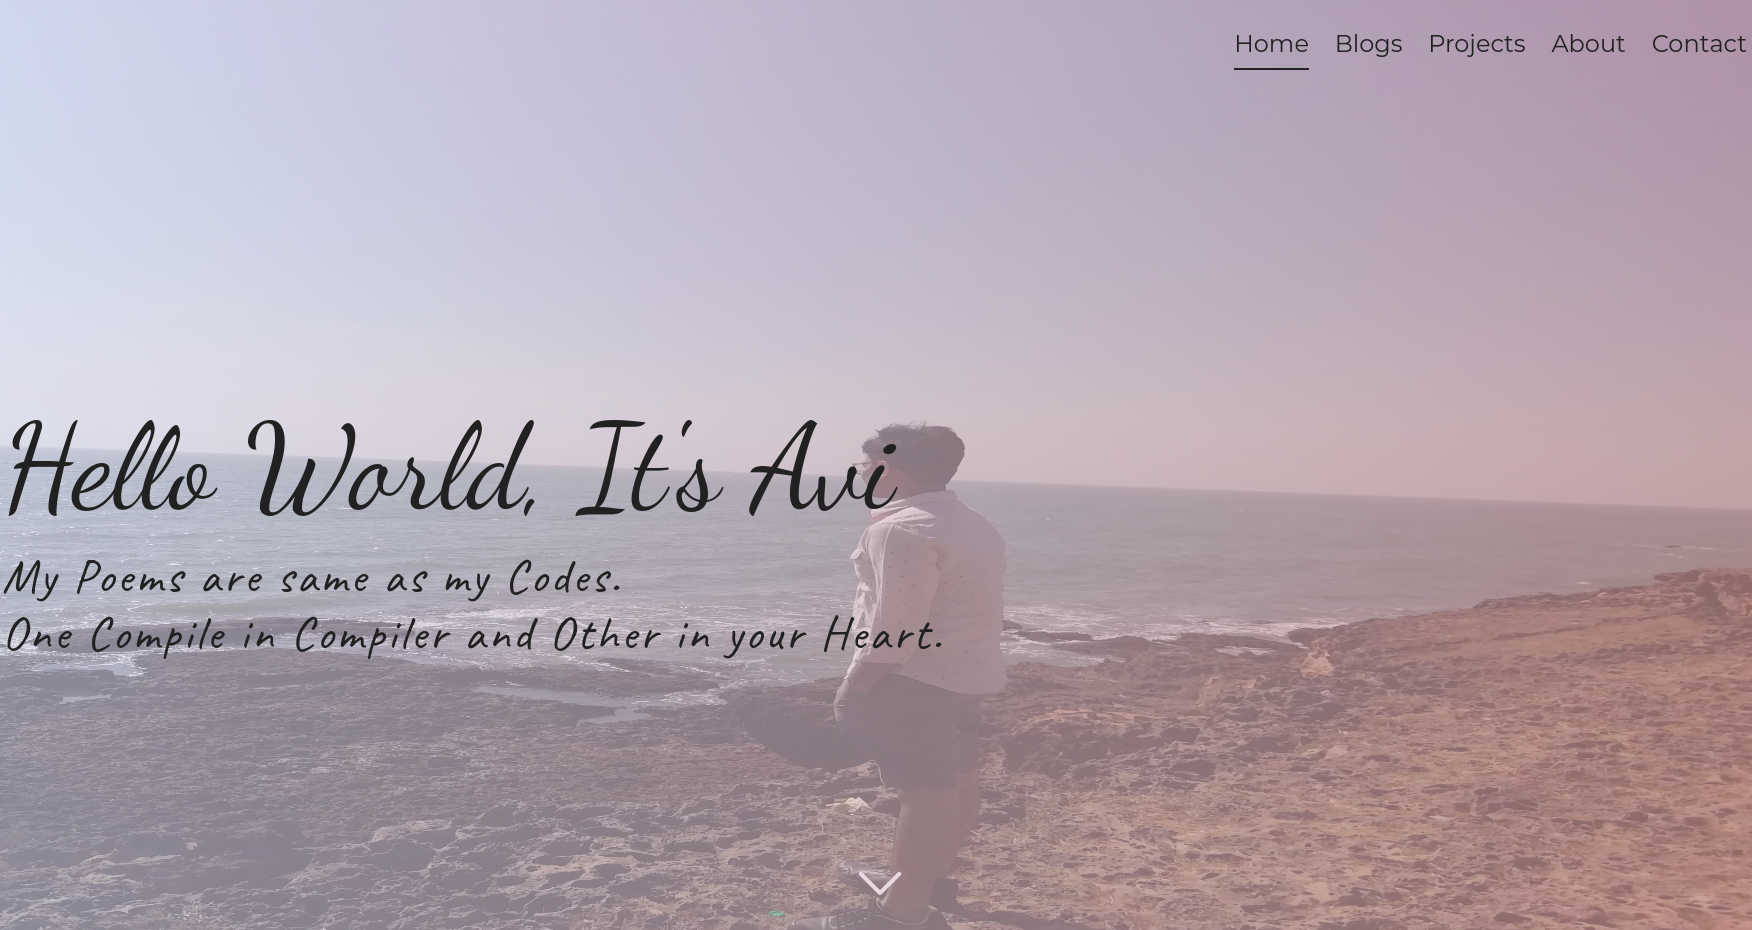 Home Blogs Projects About Contact
Hello World, It's Avi
My Poems are same as my Codes.
One Compile in Compiler and Other in your Heart.